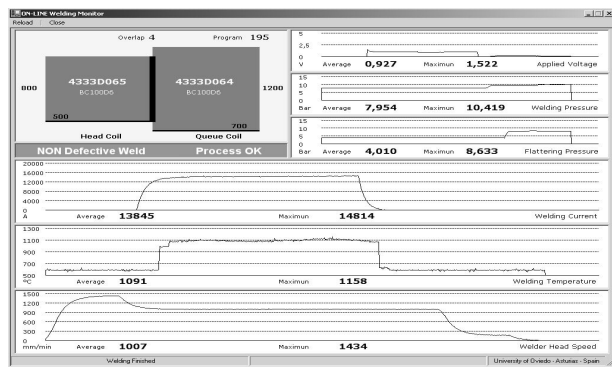 ON-LINE Welding Monitor
Reload Close
Overlap 4 Program 195
800 4333D065 4333D064 1200
BC100D6 BC100D6
500
700
Head Coil Queue Coil
NON Defective Weld Process OK
5
2,5
0
V Average 0,927 Maximun 1,522 Applied Voltage
15
10
5
0
Bar Average 7,954 Maximun 10,419 Welding Pressure
15
10
5
0
Bar Average 4,010 Maximun 8,633 Flattering Pressure
20000
16000
12000
8000
4000
0
A Average 13845 Maximun 14814 Welding Current
1300
1100
900
700
500
ºC Average 1091 Maximun 1158 Welding Temperature
1500
1200
900
600
300
0
mm/min Average 1007 Maximun 1434 Welder Head Speed
Welding Finished University of Oviedo - Asturias - Spain